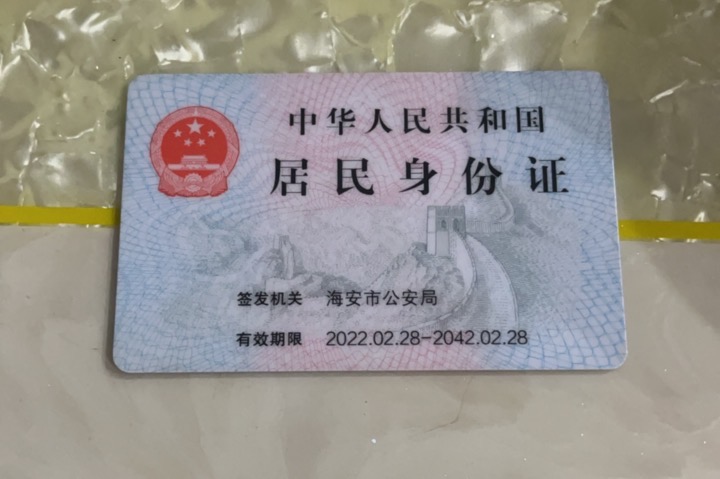 中华人民共和国
居民身份证
签发机关 海安市公安局
有效期限 2022.02.28-2042.02.28